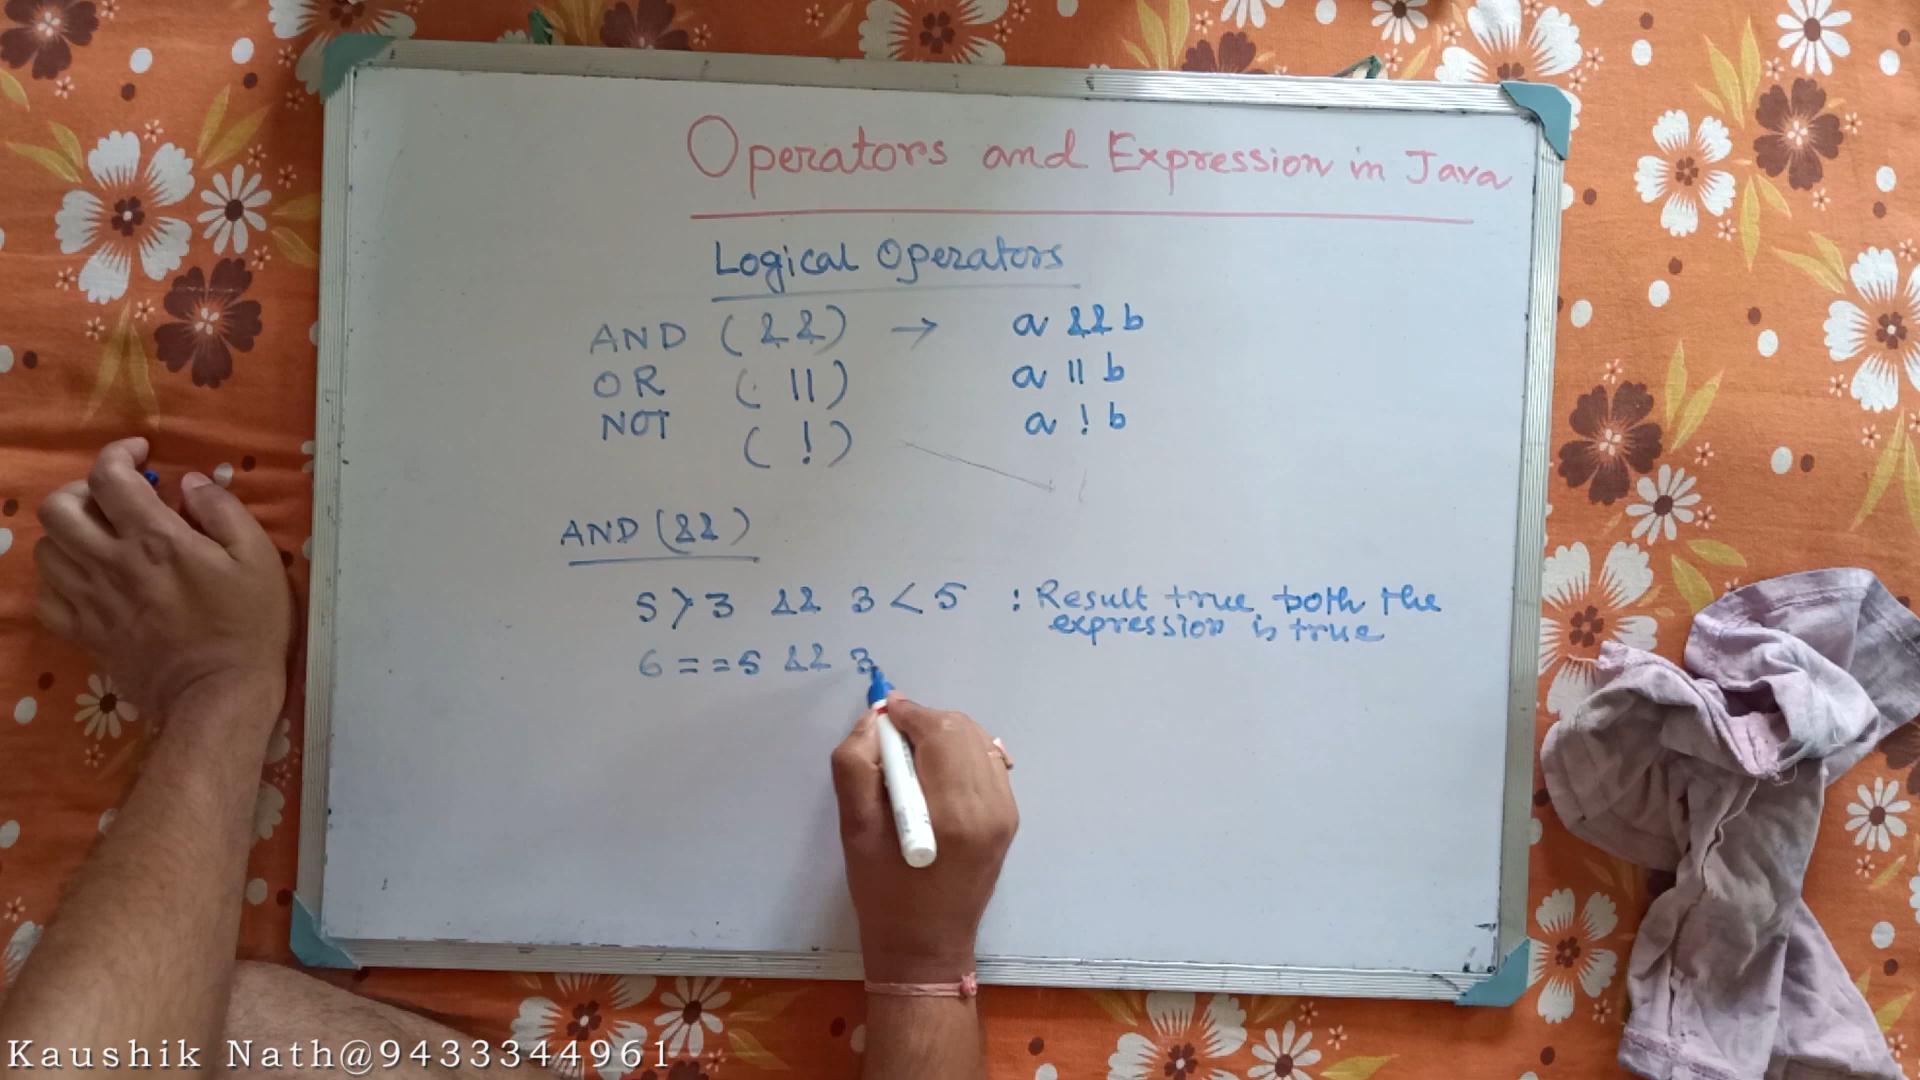 Operators and Expression in Java
Logical Operators
AND (&&) → a && b
OR (||) a || b
NOT (!) a ! b
AND (&&)
5>3 && 3<5 : Result true both the
expression is true
6 = =5 && 3
Kaushik Nath@9433344961